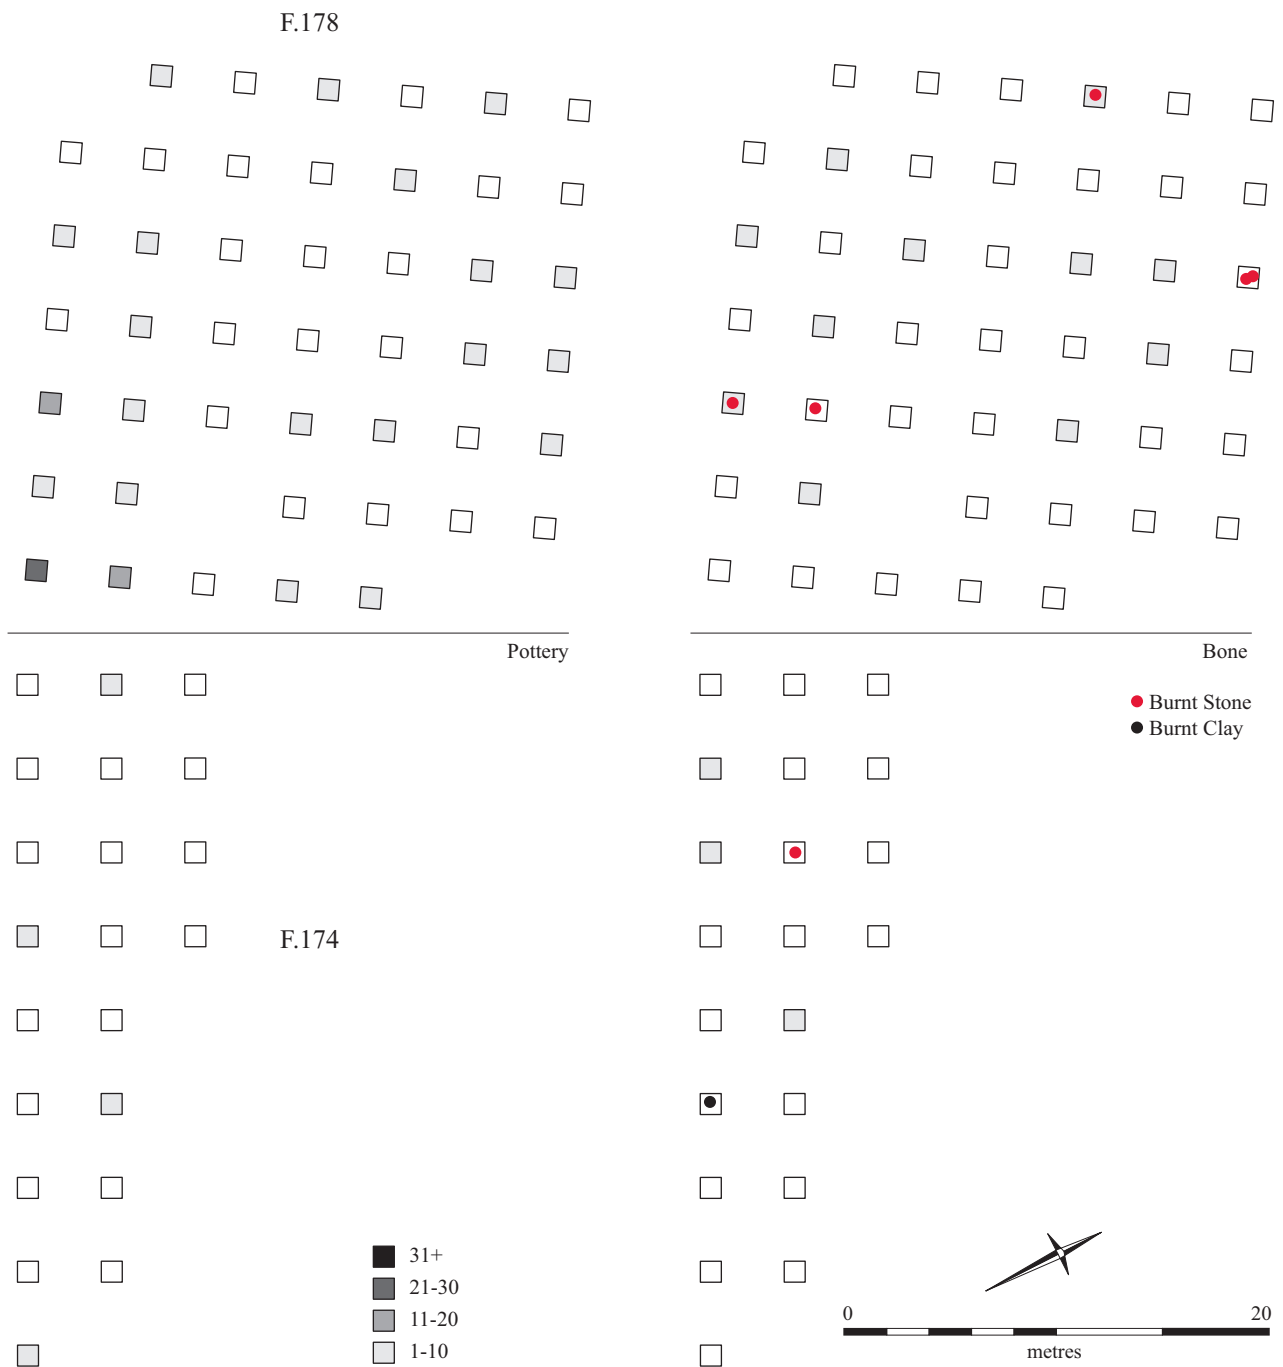 F.178
Pottery
Bone
Burnt Stone
Burnt Clay
F.174
31+
21-30
11-20
1-10
0 20
metres